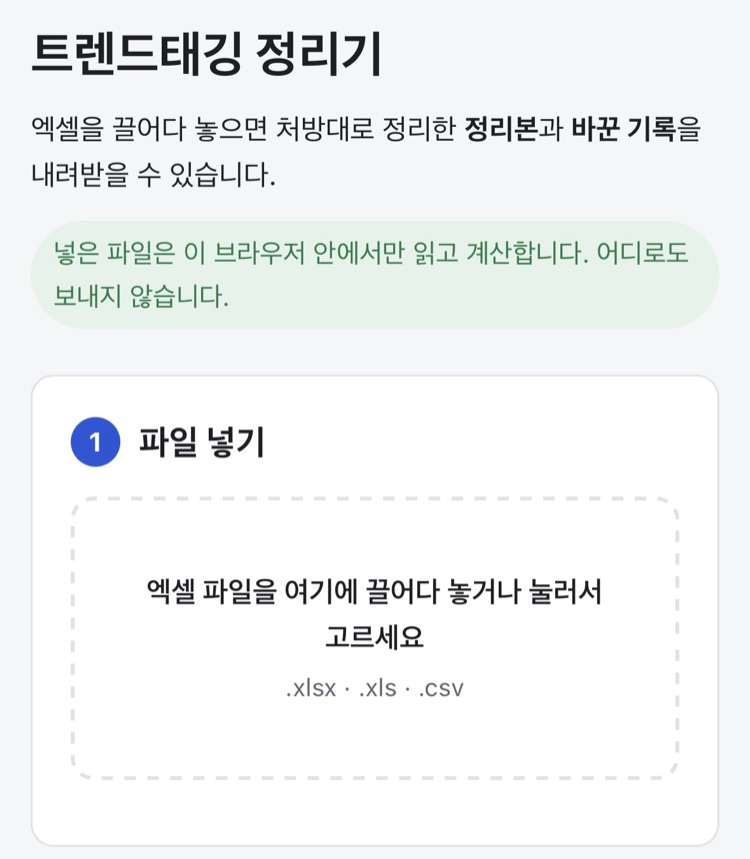 트렌드태깅 정리기
엑셀을 끌어다 놓으면 처방대로 정리한 정리본과 바꾼 기록을
내려받을 수 있습니다.
넣은 파일은 이 브라우저 안에서만 읽고 계산합니다. 어디로도
보내지 않습니다.
1 파일 넣기
엑셀 파일을 여기에 끌어다 놓거나 눌러서
고르세요
.xlsx · .xls · .csv